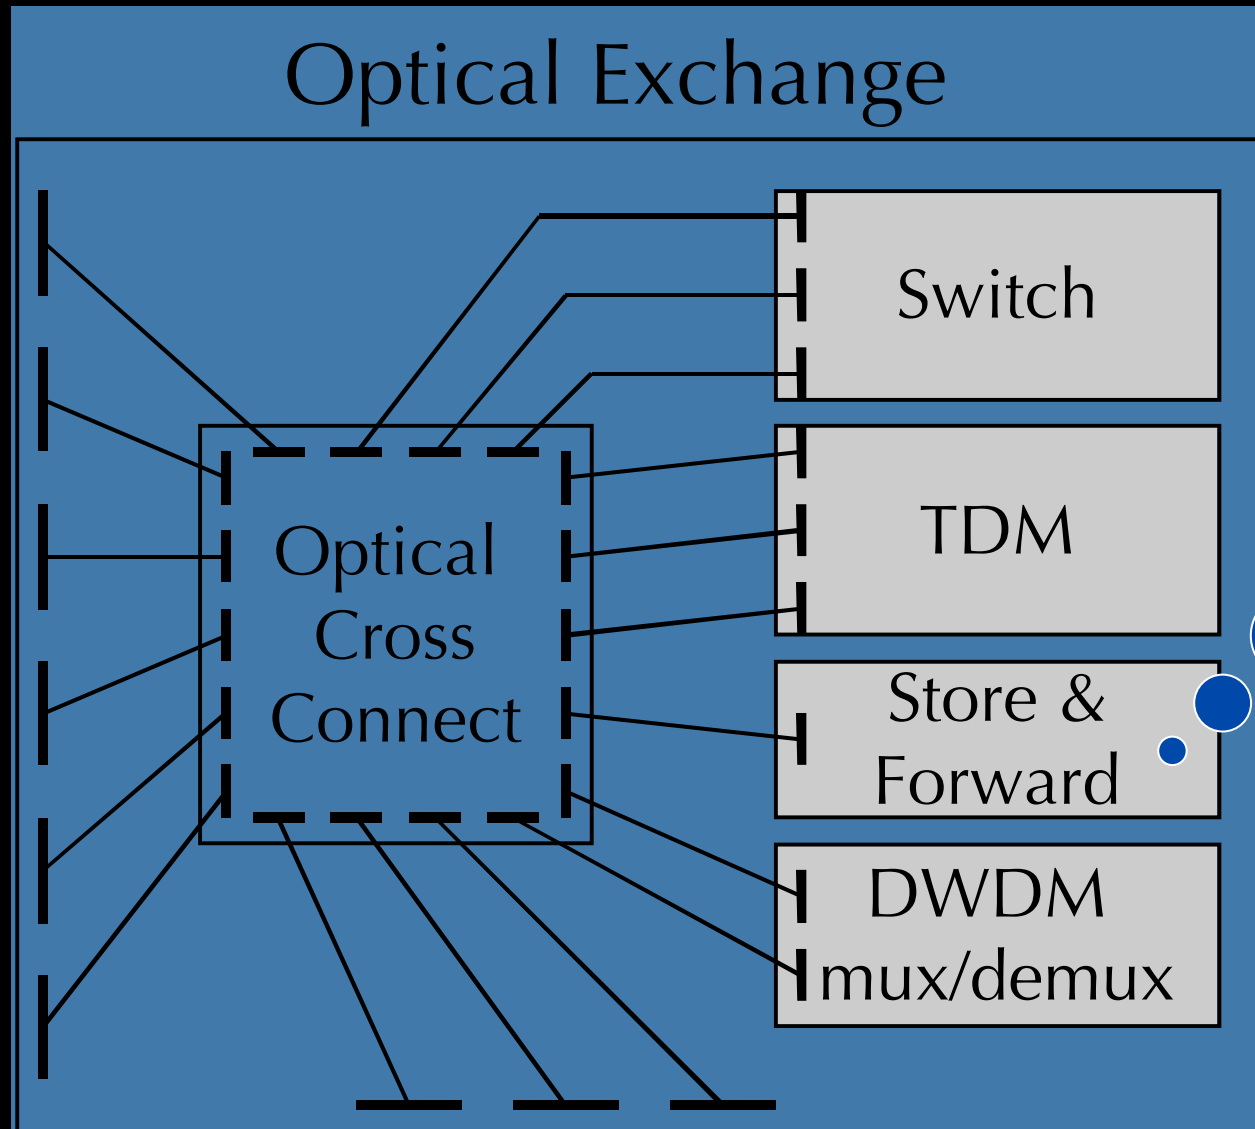 Optical Exchange
Switch
TDM
Optical
Cross
Connect
Store &
Forward
DWDM
mux/demux